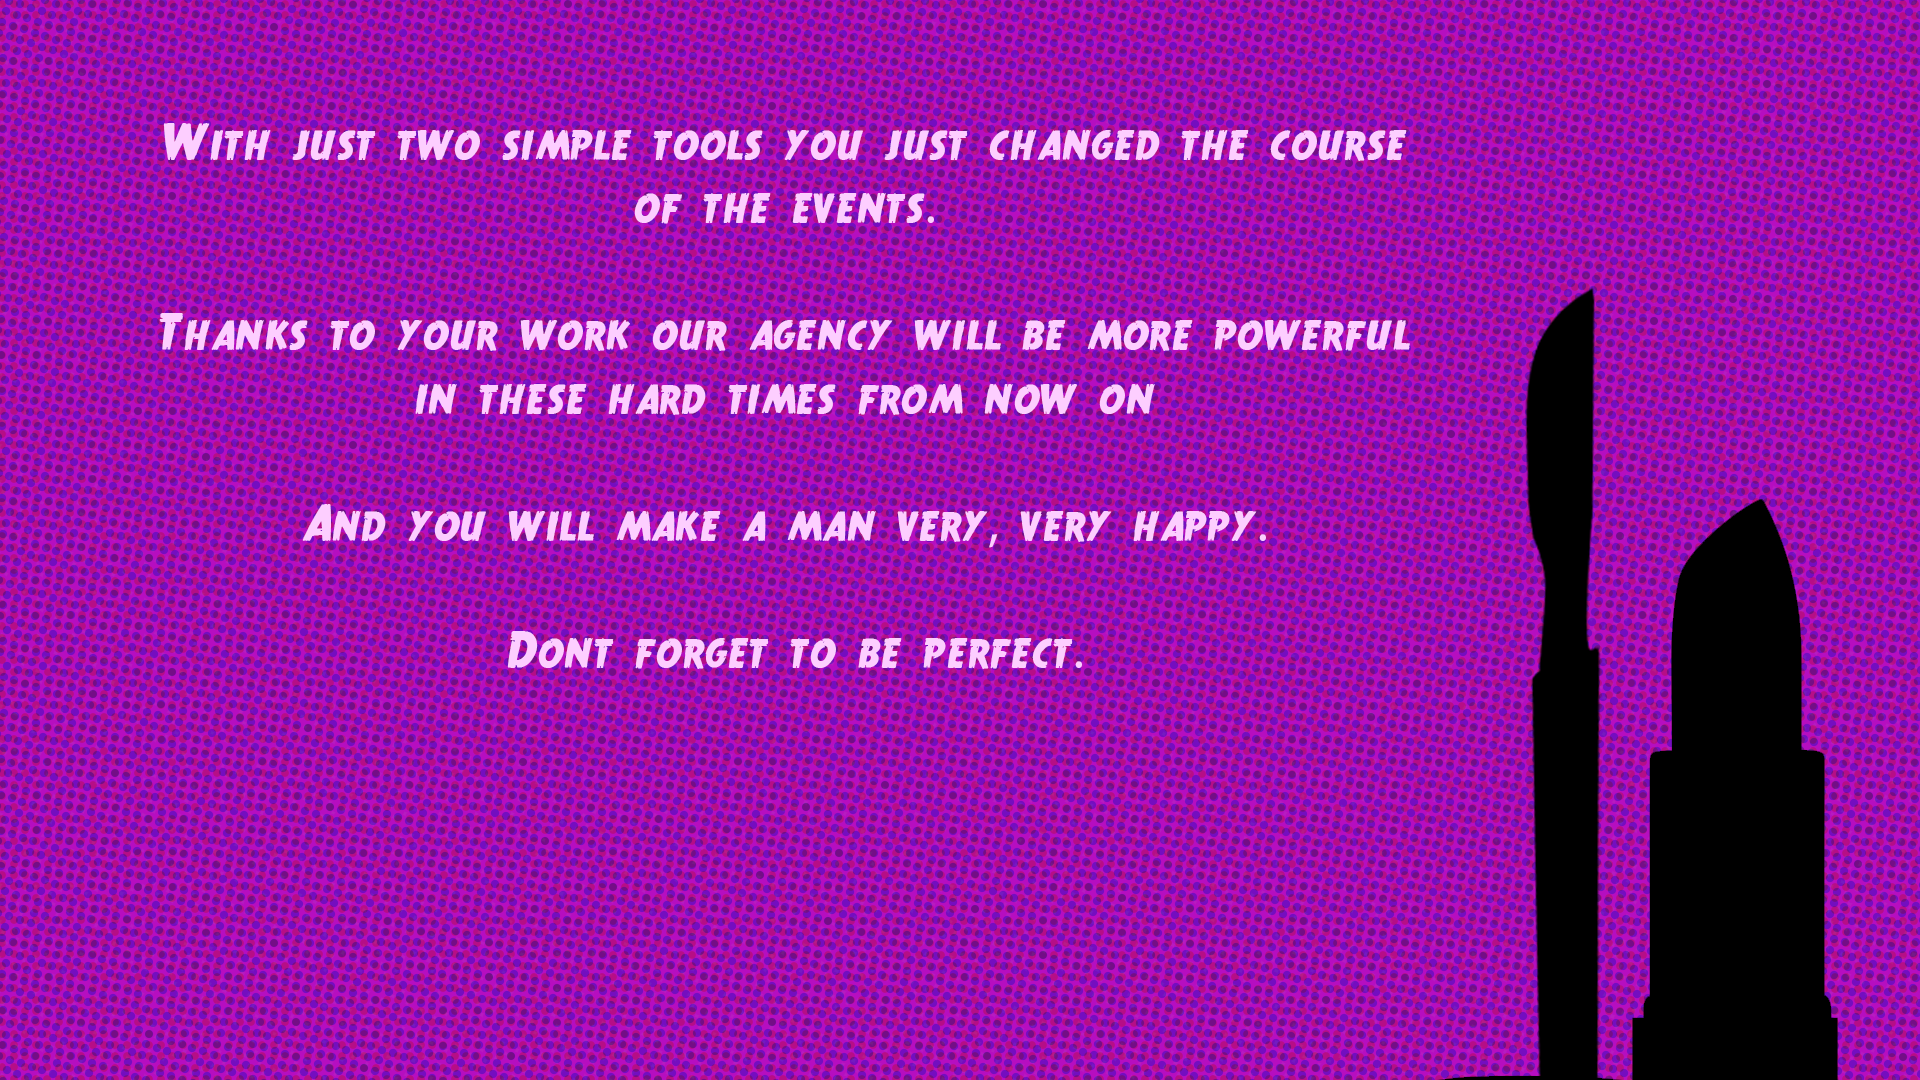 With just two simple tools you just changed the course
of the events.
Thanks to your work our agency will be more powerful
in these hard times from now on
And you will make a man very, very happy.
Dont forget to be perfect.